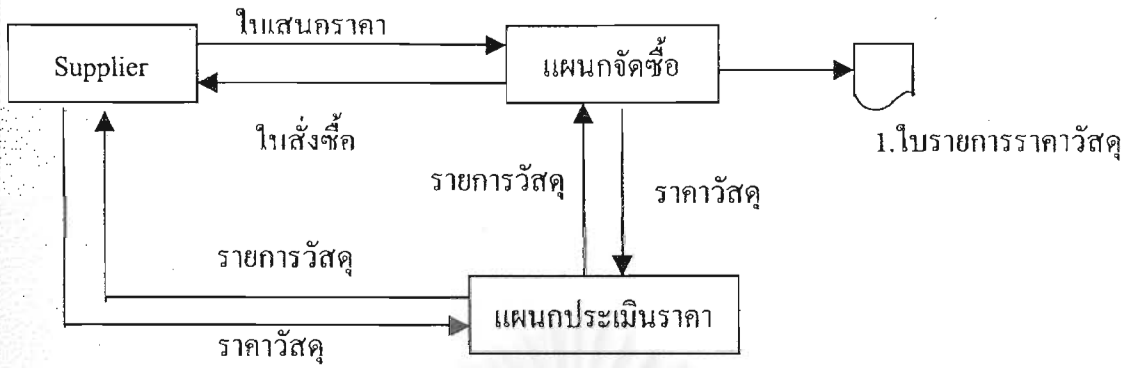 ใบเสนอราคา
Supplier
แผนกจัดซื้อ
ใบสั่งซื้อ
1.ใบรายการราคาวัสดุ
รายการวัสดุ
ราคาวัสดุ
รายการวัสดุ
แผนกประเมินราคา
ราคาวัสดุ